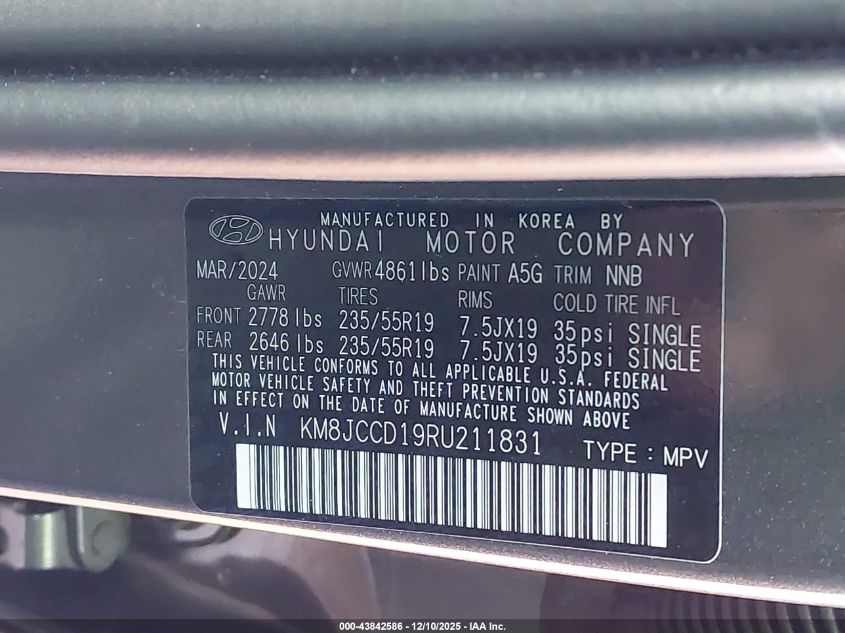 MANUFACTURED IN KOREA BY
HYUNDAI MOTOR COMPANY
MAR/2024 GVWR 4861 lbs PAINT A5G TRIM NNB
GAWR TIRES RIMS COLD TIRE INFL
FRONT 2778 lbs 235/55R19 7.5JX19 35psi SINGLE
REAR 2646 lbs 235/55R19 7.5JX19 35psi SINGLE
THIS VEHICLE CONFORMS TO ALL APPLICABLE U.S.A. FEDERAL
MOTOR VEHICLE SAFETY AND THEFT PREVENTION STANDARDS
IN EFFECT ON THE DATE OF MANUFACTURE SHOWN ABOVE
V.I.N KM8JCCD19RU211831 TYPE : MPV
000-43842586 - 12/10/2025 - IAA Inc.